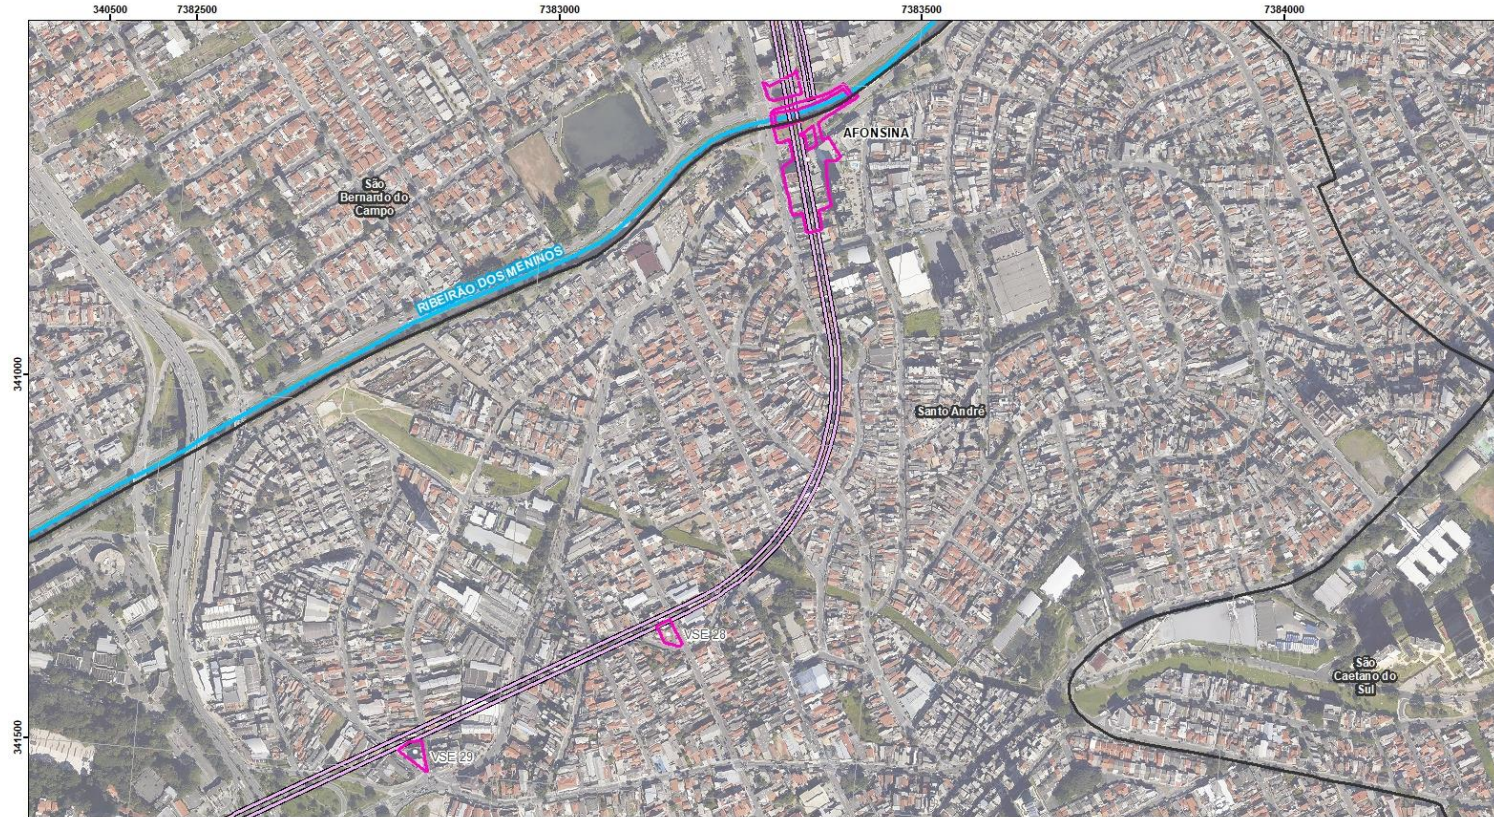 340500
7382500
7383000
7383500
7384000
AFONSINA
São
Bernardo do
Campo
RIBEIRÃO DOS MENINOS
341000
Santo André
VSE 28
São
Caetano do
Sul
341500
VSE 29